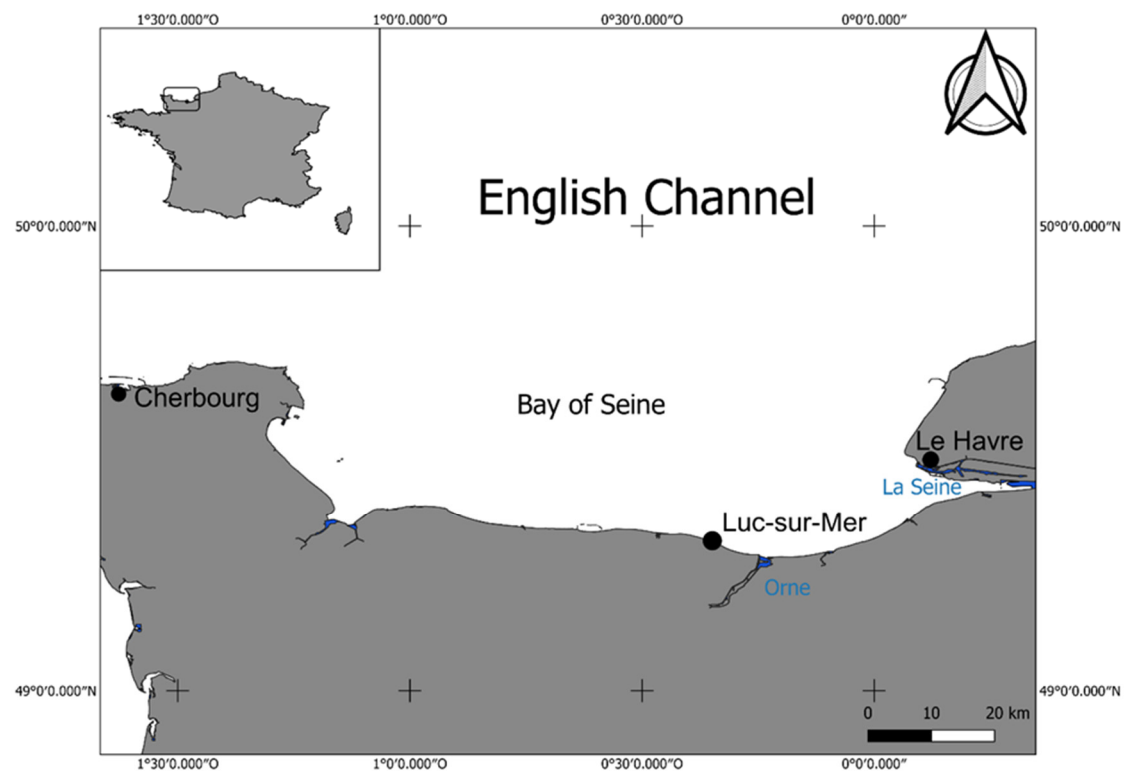 1°30'0.000"O 1°0'0.000"O 0°30'0.000"O 0°0'0.000"
English Channel
50°0'0.000"N 50°0'0.000"N
Cherbourg
Bay of Seine
Le Havre
La Seine
Luc-sur-Mer
Orne
49°0'0.000"N 49°0'0.000"N
0 10 20 km
1°30'0.000"O 1°0'0.000"O 0°30'0.000"O 0°0'0.000"